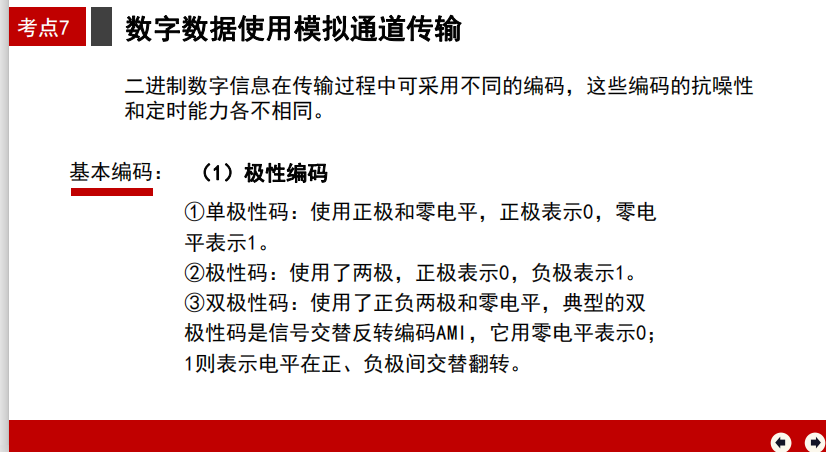 考点7
数字数据使用模拟通道传输
二进制数字信息在传输过程中可采用不同的编码，这些编码的抗噪性
和定时能力各不相同。
基本编码：
（1）极性编码
①单极性码：使用正极和零电平，正极表示0，零电
平表示1。
②极性码：使用了两极，正极表示0，负极表示1。
③双极性码：使用了正负两极和零电平，典型的双
极性码是信号交替反转编码AMI，它用零电平表示0；
1则表示电平在正、负极间交替翻转。